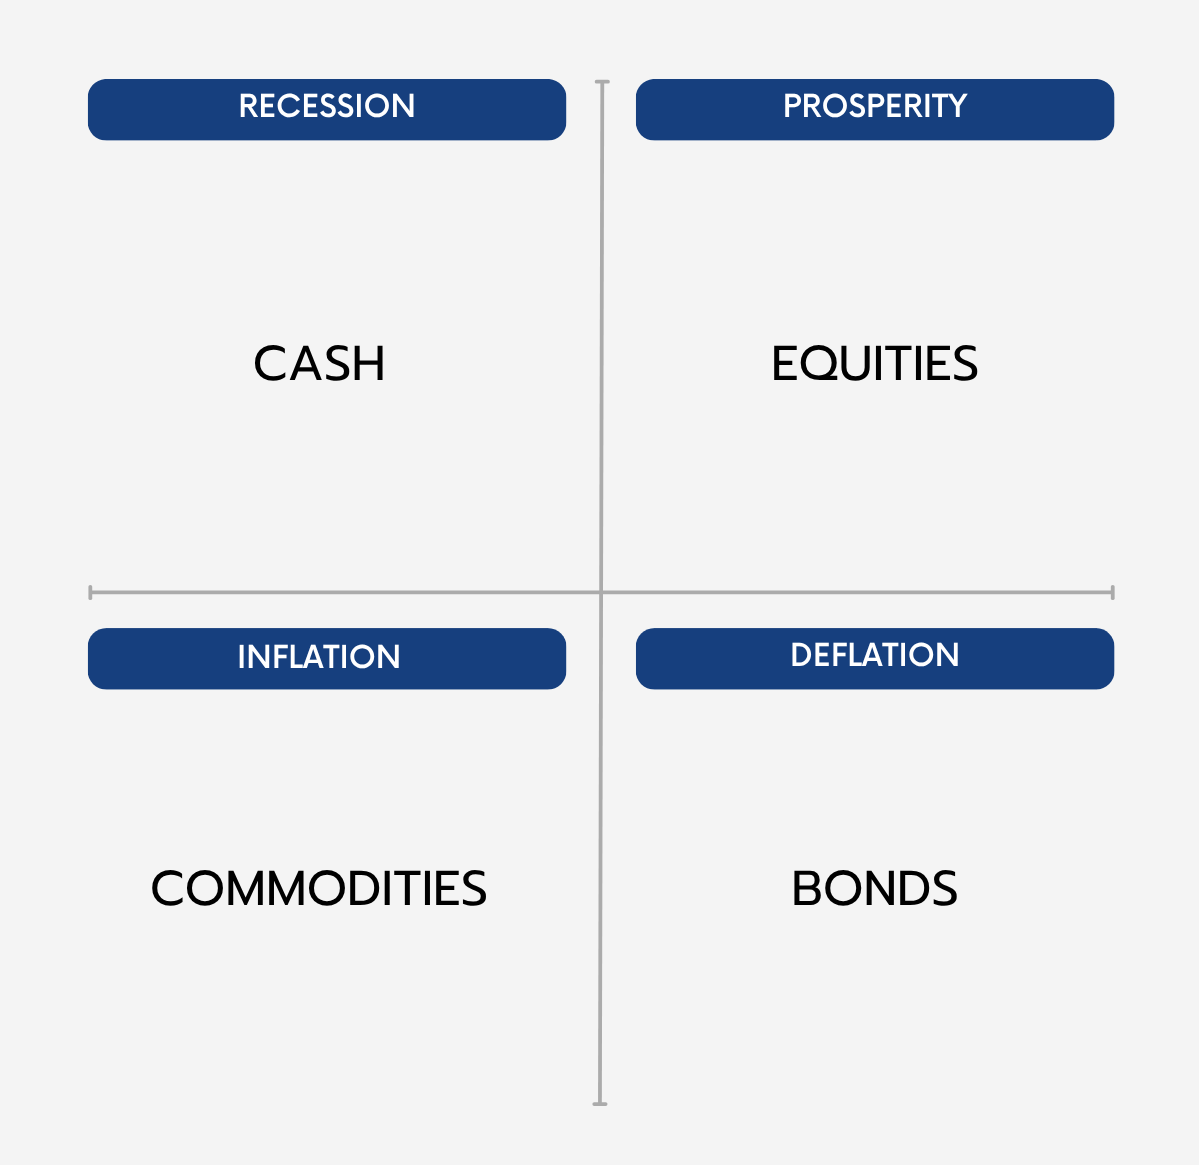 RECESSION
PROSPERITY
CASH
EQUITIES
INFLATION
DEFLATION
COMMODITIES
BONDS